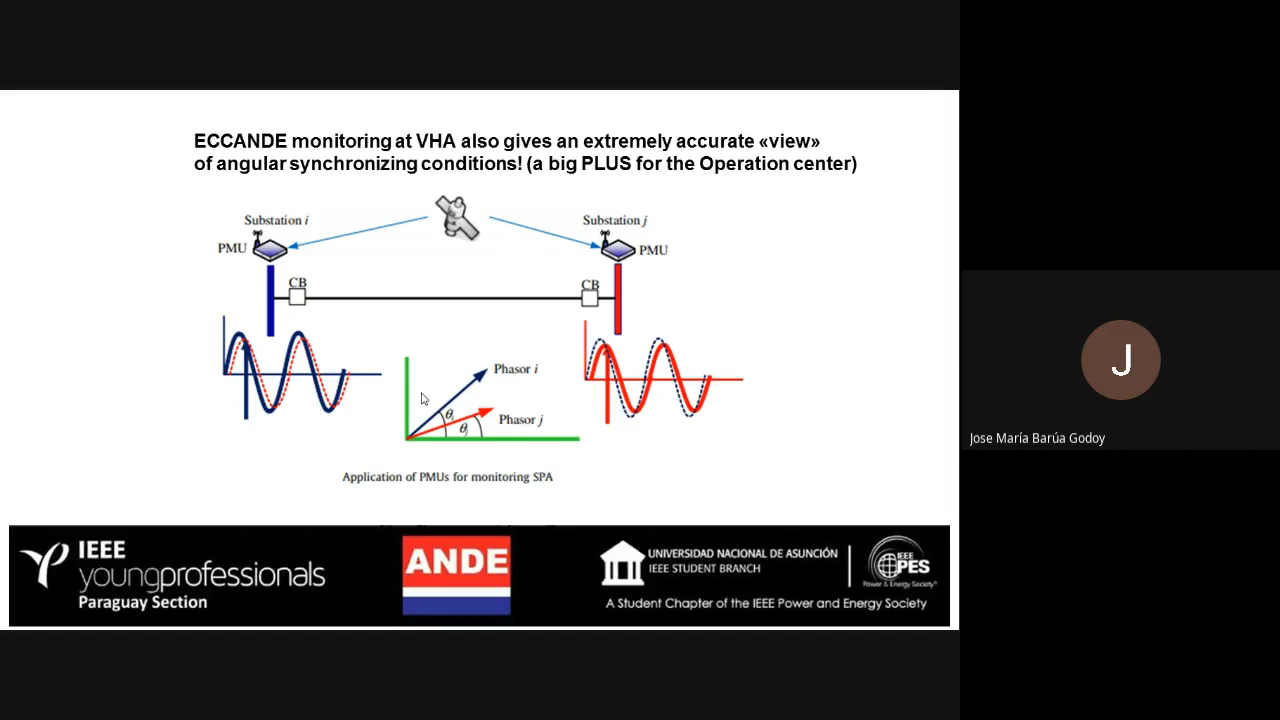 ECCANDE monitoring at VHA also gives an extremely accurate «view»
of angular synchronizing conditions! (a big PLUS for the Operation center)
Substation i
Substation j
PMU
PMU
CB
CB
Phasor i
θi
Phasor j
θj
Application of PMUs for monitoring SPA
J
Jose María Barúa Godoy
IEEE
youngprofessionals
Paraguay Section
ANDE
UNIVERSIDAD NACIONAL DE ASUNCIÓN
IEEE STUDENT BRANCH
IEEE
PES
Power & Energy Society®
A Student Chapter of the IEEE Power and Energy Society